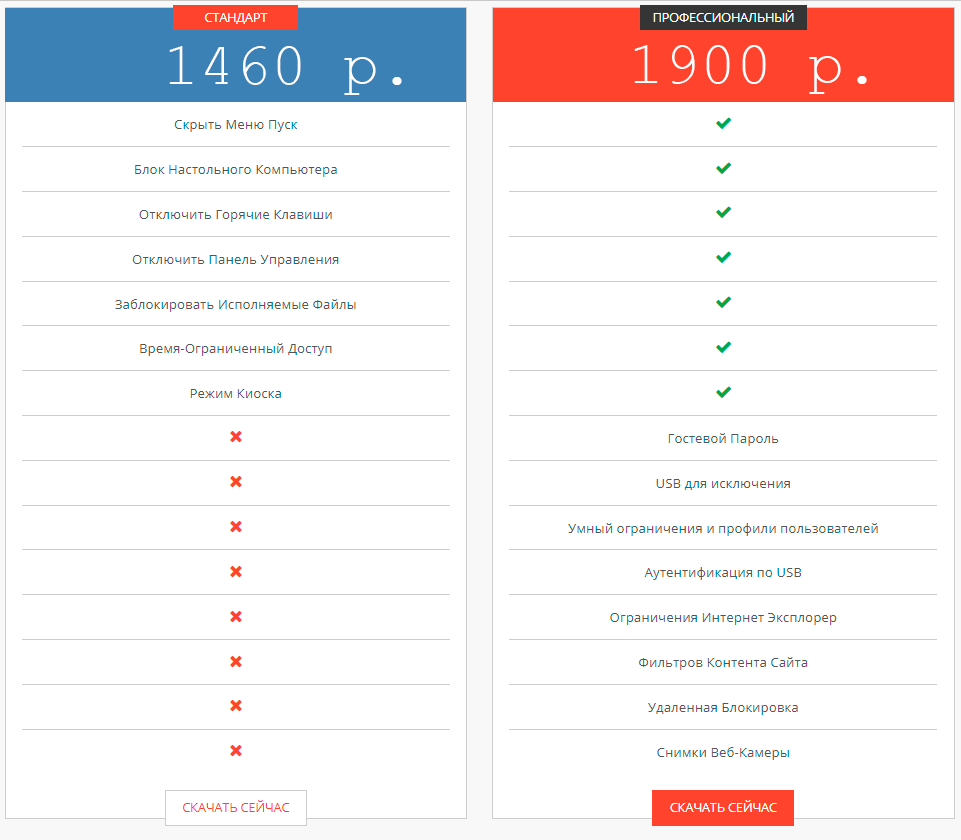 СТАНДАРТ
1460 р.
Скрыть Меню Пуск
Блок Настольного Компьютера
Отключить Горячие Клавиши
Отключить Панель Управления
Заблокировать Исполняемые Файлы
Время-Ограниченный Доступ
Режим Киоска
СКАЧАТЬ СЕЙЧАС
ПРОФЕССИОНАЛЬНЫЙ
1900 р.
Гостевой Пароль
USB для исключения
Умный ограничения и профили пользователей
Аутентификация по USB
Ограничения Интернет Эксплорер
Фильтров Контента Сайта
Удаленная Блокировка
Снимки Веб-Камеры
СКАЧАТЬ СЕЙЧАС